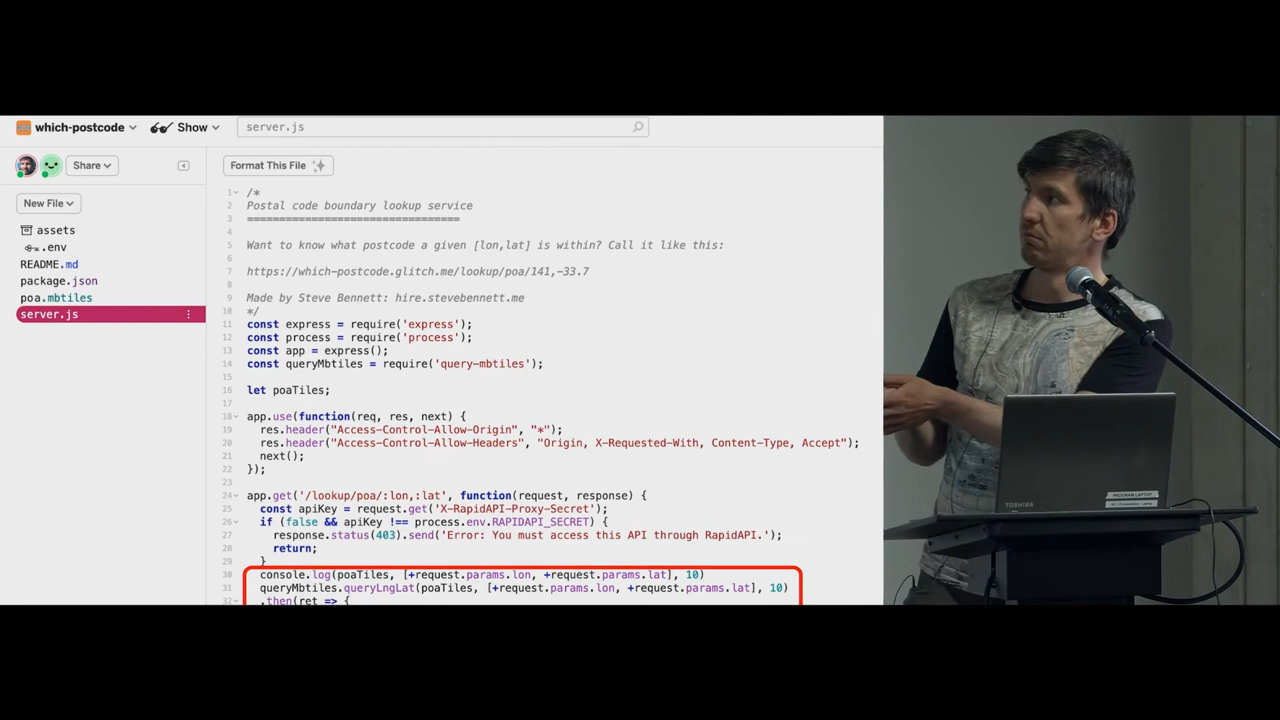 which-postcode
Show
server.js
Share
Format This File
New File
assets
.env
README.md
package.json
poa.mbtiles
server.js
1 /*
2 Postal code boundary lookup service
3 =================================
4
5 Want to know what postcode a given [lon,lat] is within? Call it like this:
6
7 https://which-postcode.glitch.me/lookup/poa/141,-33.7
8
9 Made by Steve Bennett: hire.stevebennett.me
10 */
11 const express = require('express');
12 const process = require('process');
13 const app = express();
14 const queryMbtiles = require('query-mbtiles');
15
16 let poaTiles;
17
18 app.use(function(req, res, next) {
19 res.header("Access-Control-Allow-Origin", "*");
20 res.header("Access-Control-Allow-Headers", "Origin, X-Requested-With, Content-Type, Accept");
21 next();
22 });
23
24 app.get('/lookup/poa/:lon,:lat', function(request, response) {
25 const apiKey = request.get('X-RapidAPI-Proxy-Secret');
26 if (false && apiKey !== process.env.RAPIDAPI_SECRET) {
27 response.status(403).send('Error: You must access this API through RapidAPI.');
28 return;
29 }
30 console.log(poaTiles, [+request.params.lon, +request.params.lat], 10)
31 queryMbtiles.queryLngLat(poaTiles, [+request.params.lon, +request.params.lat], 10)
32 .then(ret => {
PROGRAM LAPTOP
TOSHIBA